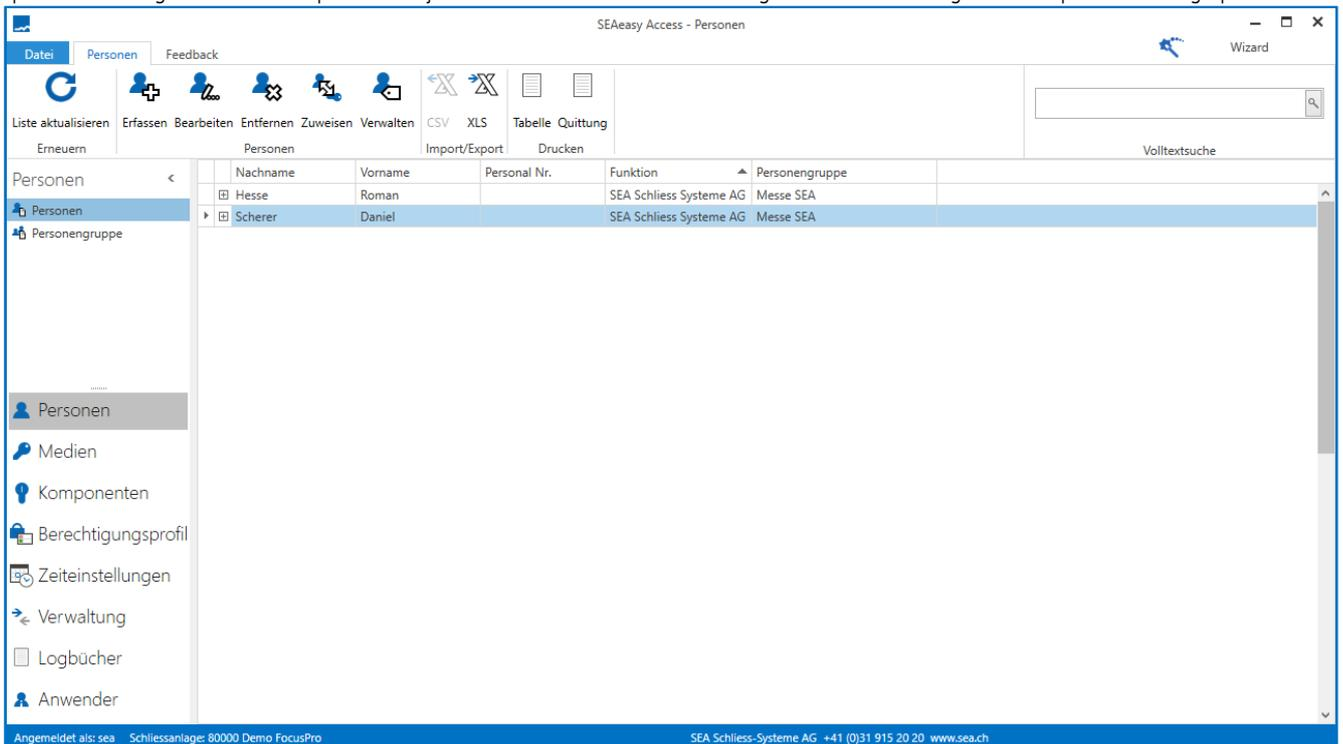 SEAeasy Access - Personen
Datei Personen Feedback Wizard
Liste aktualisieren Erfassen Bearbeiten Entfernen Zuweisen Verwalten CSV XLS Tabelle Quittung
Erneuern Personen Import/Export Drucken Volltextsuche
Personen
Personen
Personengruppe
Nachname Vorname Personal Nr. Funktion Personengruppe
Hesse Roman SEA Schliess Systeme AG Messe SEA
Scherer Daniel SEA Schliess Systeme AG Messe SEA
Personen
Medien
Komponenten
Berechtigungsprofil
Zeiteinstellungen
Verwaltung
Logbücher
Anwender
Angemeldet als: sea Schliessanlage: 80000 Demo FocusPro SEA Schliess-Systeme AG +41 (0)31 915 20 20 www.sea.ch